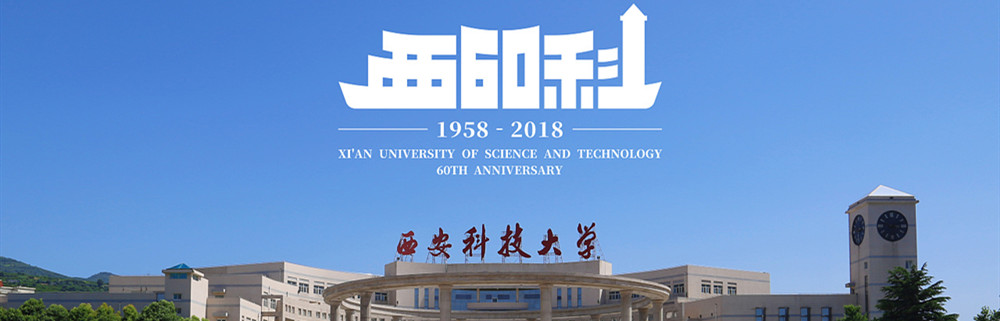 西60科
1958 - 2018
XI'AN UNIVERSITY OF SCIENCE AND TECHNOLOGY
60TH ANNIVERSARY
西安科技大学